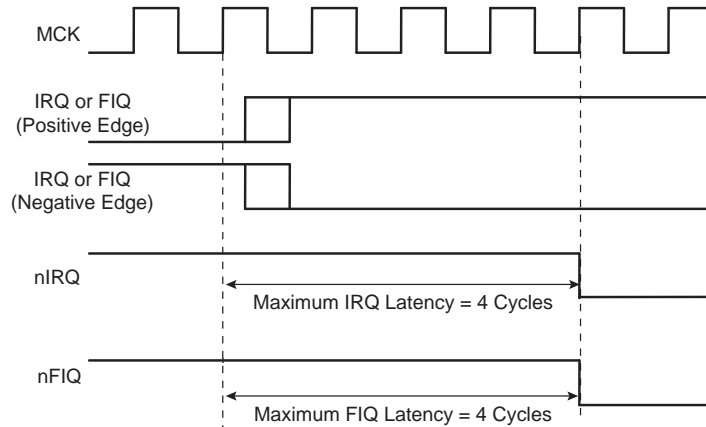 MCK
IRQ or FIQ
(Positive Edge)
IRQ or FIQ
(Negative Edge)
nIRQ
Maximum IRQ Latency = 4 Cycles
nFIQ
Maximum FIQ Latency = 4 Cycles